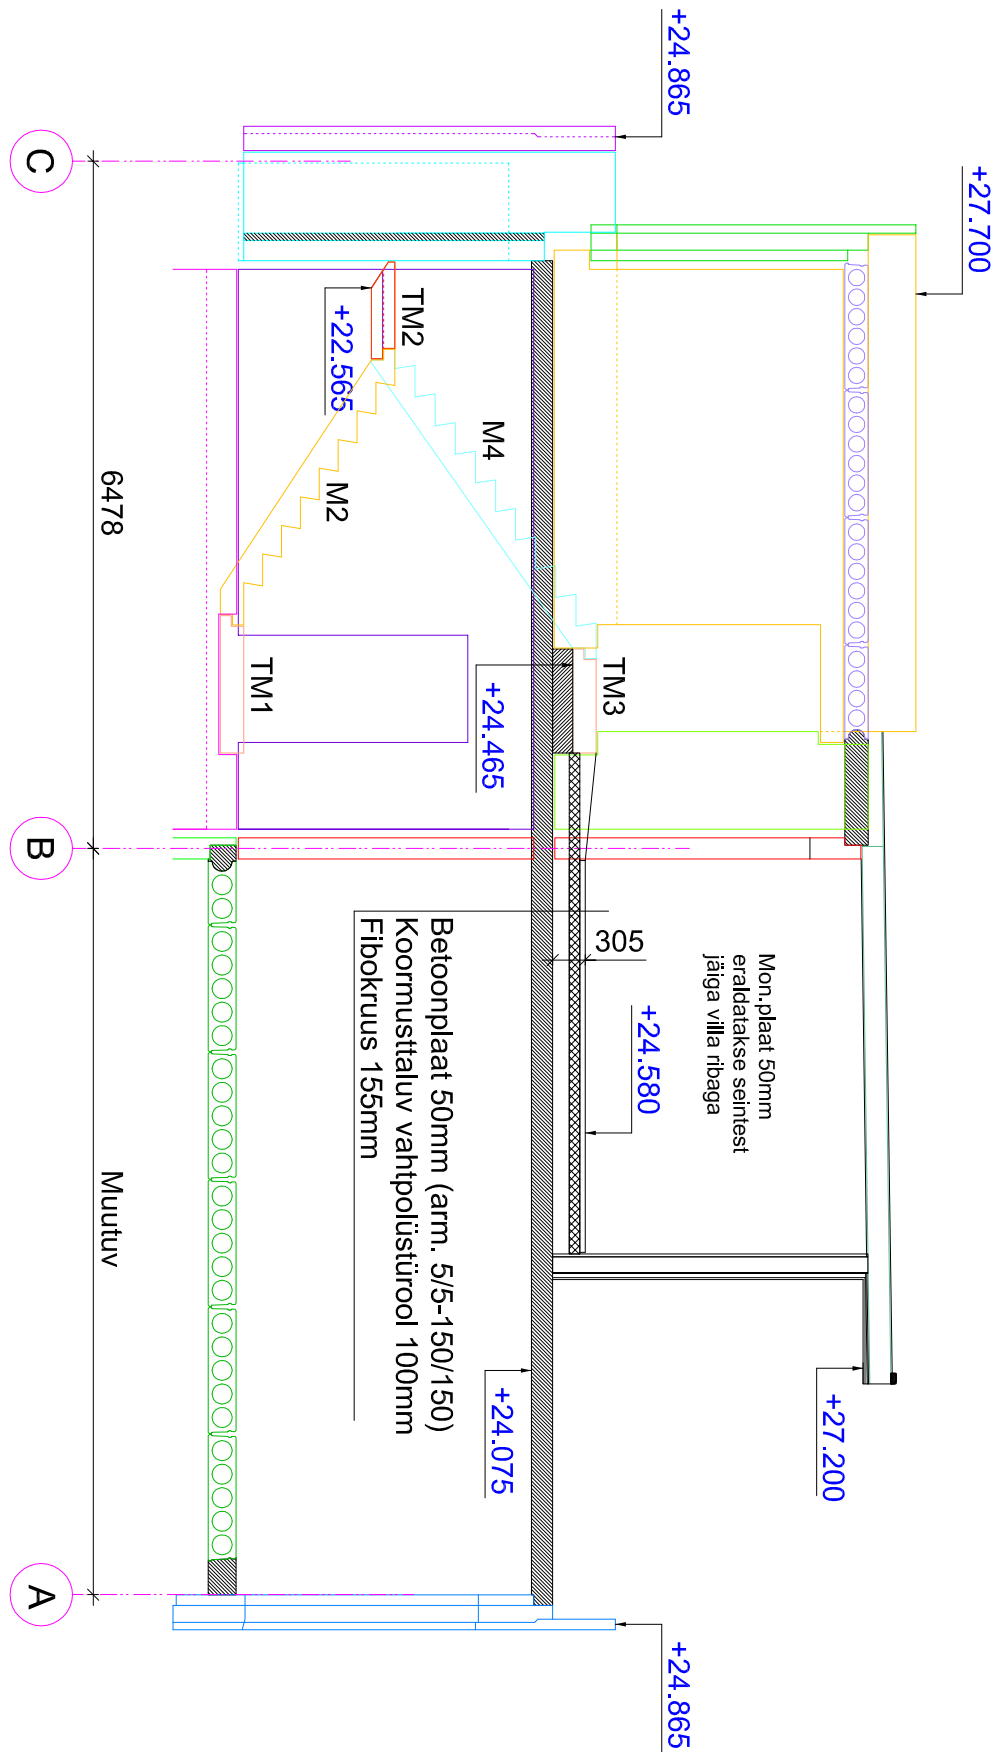 +24.865
+27.700
C
TM2
+22.565
M4
M2
6478
TM1
+24.465
TM3
B
305
Mon.plaat 50mm
eraldatakse seintest
jäiga villa ribaga
+24.580
Betoonplaat 50mm (arm. 5/5-150/150)
Koormusttaluv vahtpolüstürool 100mm
Fibokruus 155mm
Muutuv
+24.075
+27.200
A
+24.865